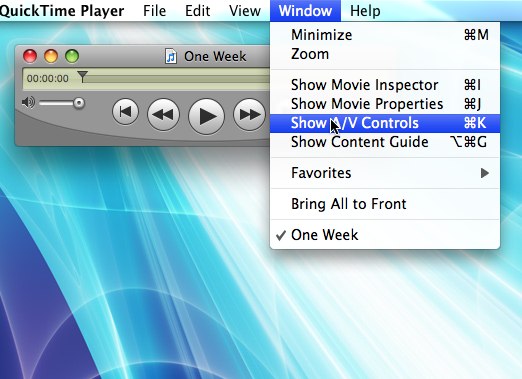 QuickTime Player File Edit View Window Help
Minimize ⌘M
Zoom
One Week
00:00:00
Show Movie Inspector ⌘I
Show Movie Properties ⌘J
Show A/V Controls ⌘K
Show Content Guide ⌥⌘G
Favorites
Bring All to Front
✓ One Week